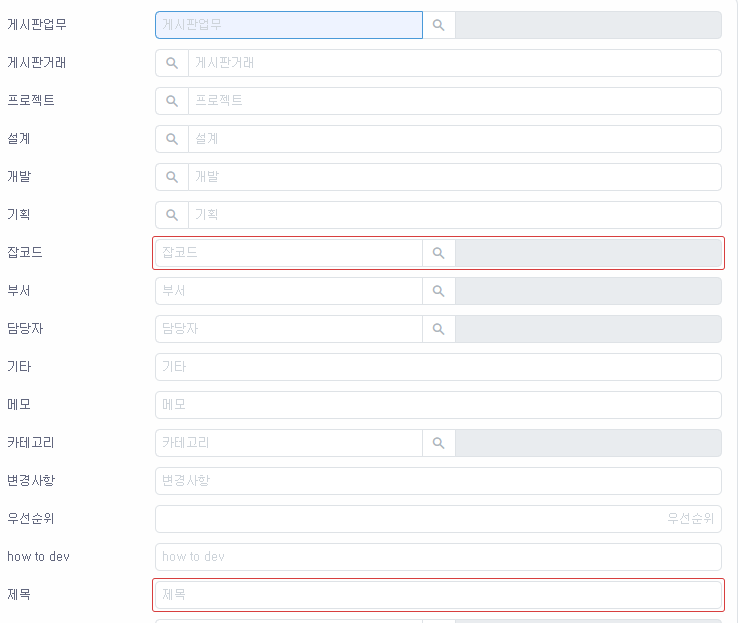 게시판업무 게시판업무
게시판거래 게시판거래
프로젝트 프로젝트
설계 설계
개발 개발
기획 기획
잡코드 잡코드
부서 부서
담당자 담당자
기타 기타
메모 메모
카테고리 카테고리
변경사항 변경사항
우선순위 우선순위
how to dev how to dev
제목 제목